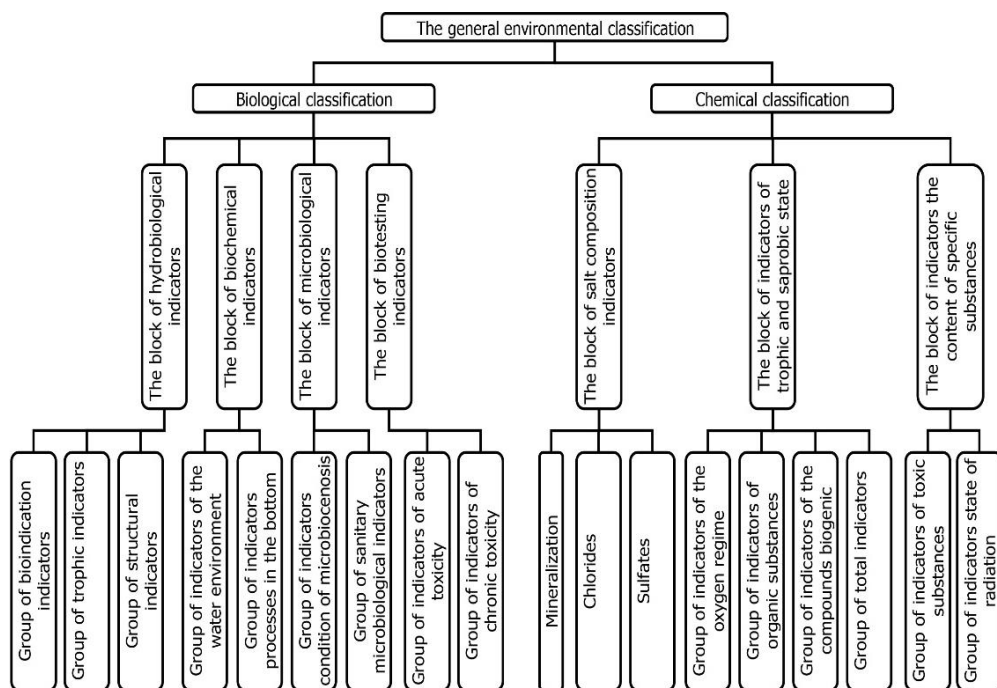 The general environmental classification
Biological classification
Chemical classification
The block of hydrobiological
indicators
The block of biochemical
indicators
The block of microbiological
indicators
The block of biotesting
indicators
The block of salt composition
indicators
The block of indicators of
trophic and saprobic state
The block of indicators the
content of specific
substances
Group of bioindication
indicators
Group of trophic indicators
Group of structural
indicators
Group of indicators of the
water environment
Group of indicators
processes in the bottom
Group of indicators
condition of microbiocenosis
Group of sanitary
microbiological indicators
Group of indicators of acute
toxicity
Group of indicators of
chronic toxicity
Mineralization
Chlorides
Sulfates
Group of indicators of the
oxygen regime
Group of indicators of
organic substances
Group of indicators of the
compounds biogenic
Group of total indicators
Group of indicators of toxic
substances
Group of indicators state of
radiation